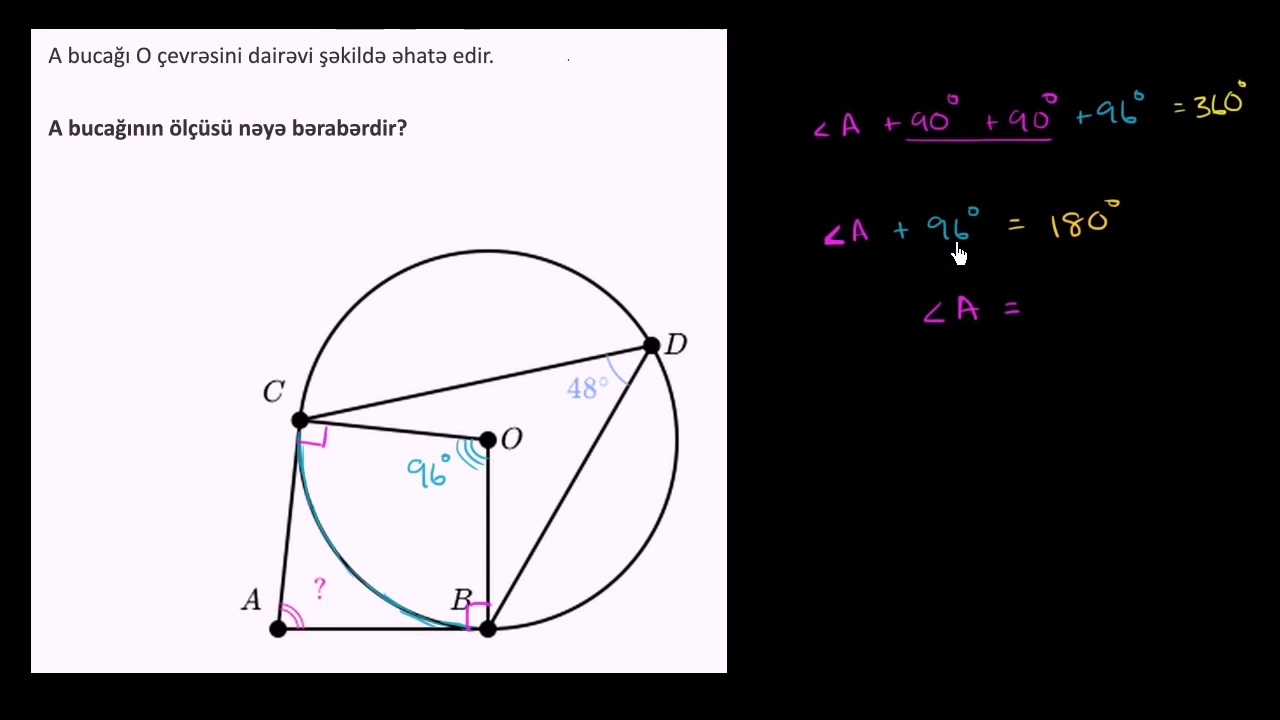 A bucağı O çevrəsini dairəvi şəkildə əhatə edir.
A bucağının ölçüsü nəyə bərabərdir?
∠A + 90° + 90° + 96° = 360°
∠A + 96° = 180°
∠A =
D
48°
C
O
96°
?
A
B